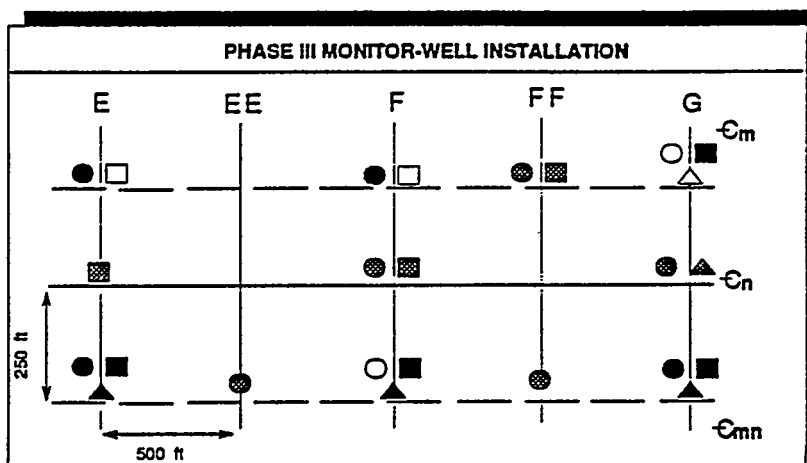 PHASE III MONITOR-WELL INSTALLATION
E EE F FF G
Ꞓm
Ꞓn
250 ft
Ꞓmn
500 ft